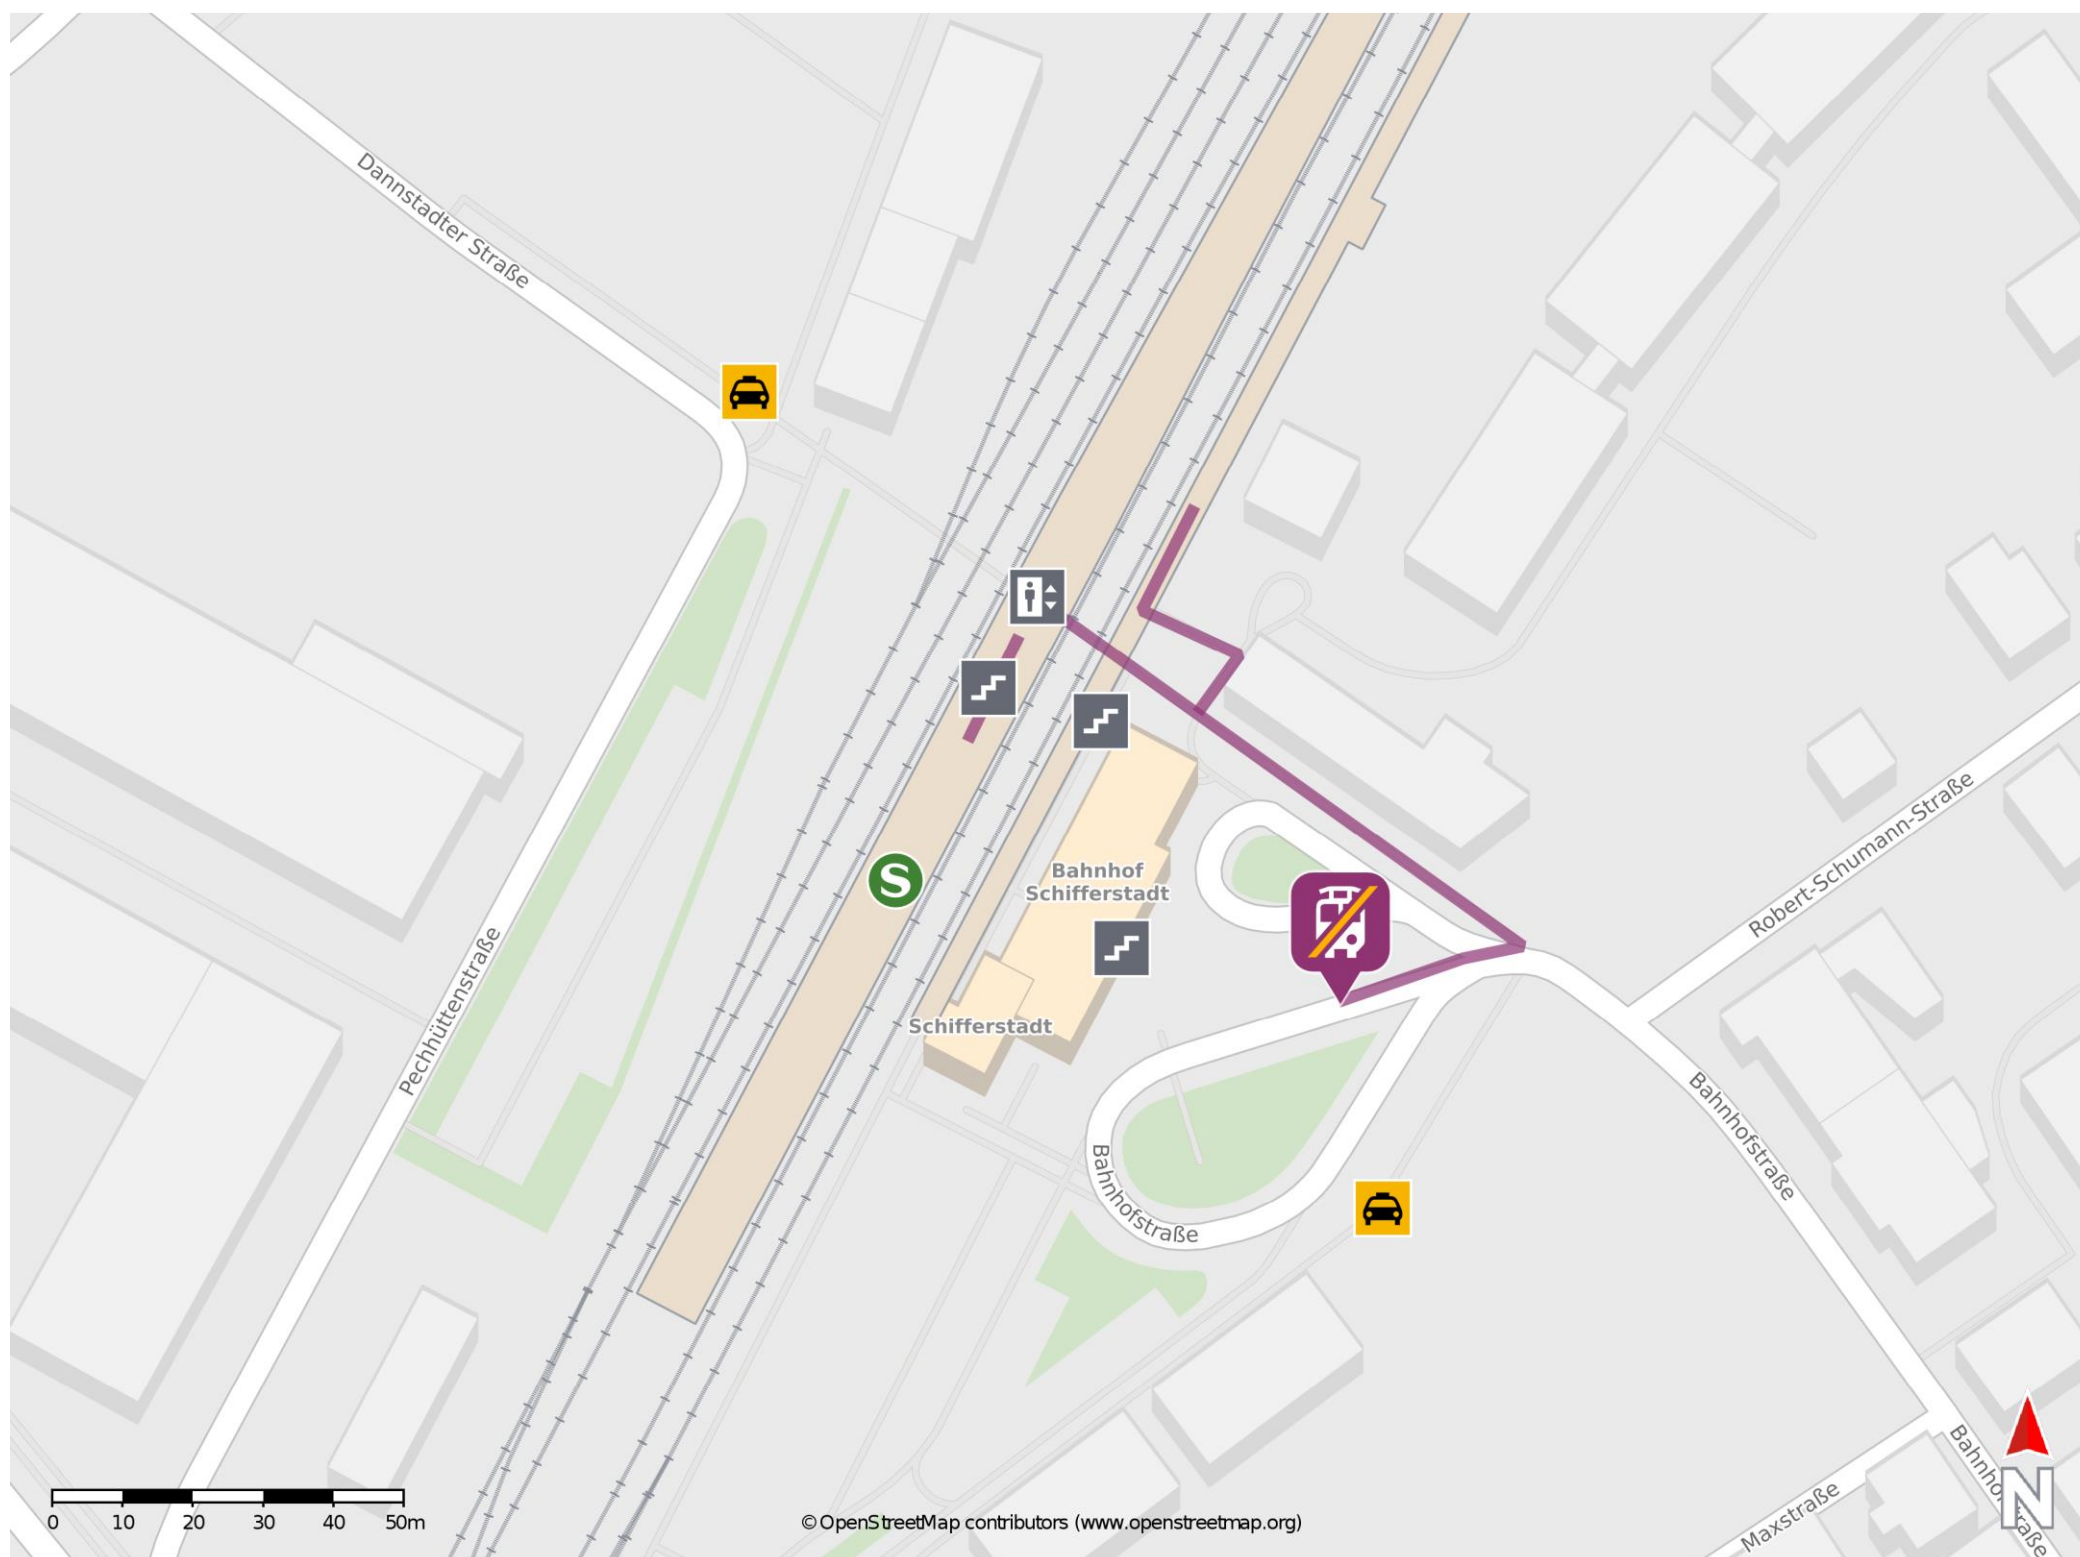 Dannstadter Straße
S
Bahnhof
Schifferstadt
Robert-Schumann-Straße
Pechhüttenstraße
Schifferstadt
Bahnhofstraße
Bahnhofstraße
Bahnhofstraße
Maxstraße
N
0 10 20 30 40 50m
© OpenStreetMap contributors (www.openstreetmap.org)